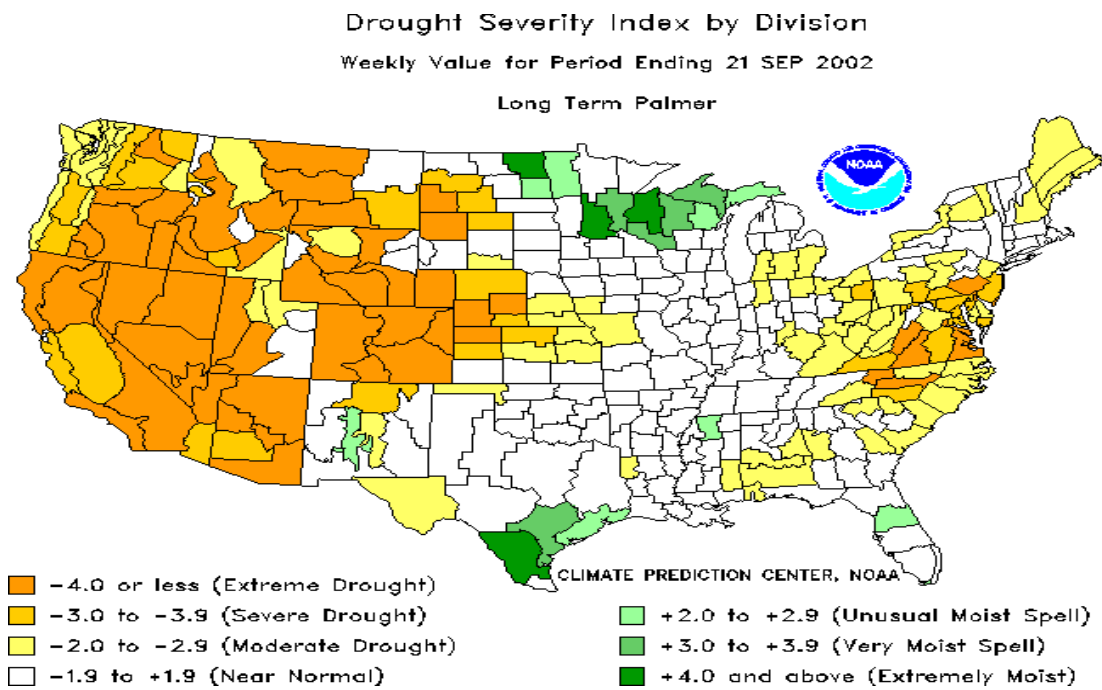 Drought Severity Index by Division
Weekly Value for Period Ending 21 SEP 2002
Long Term Palmer
NOAA
CLIMATE PREDICTION CENTER, NOAA
-4.0 or less (Extreme Drought)
-3.0 to -3.9 (Severe Drought)
-2.0 to -2.9 (Moderate Drought)
-1.9 to +1.9 (Near Normal)
+2.0 to +2.9 (Unusual Moist Spell)
+3.0 to +3.9 (Very Moist Spell)
+4.0 and above (Extremely Moist)